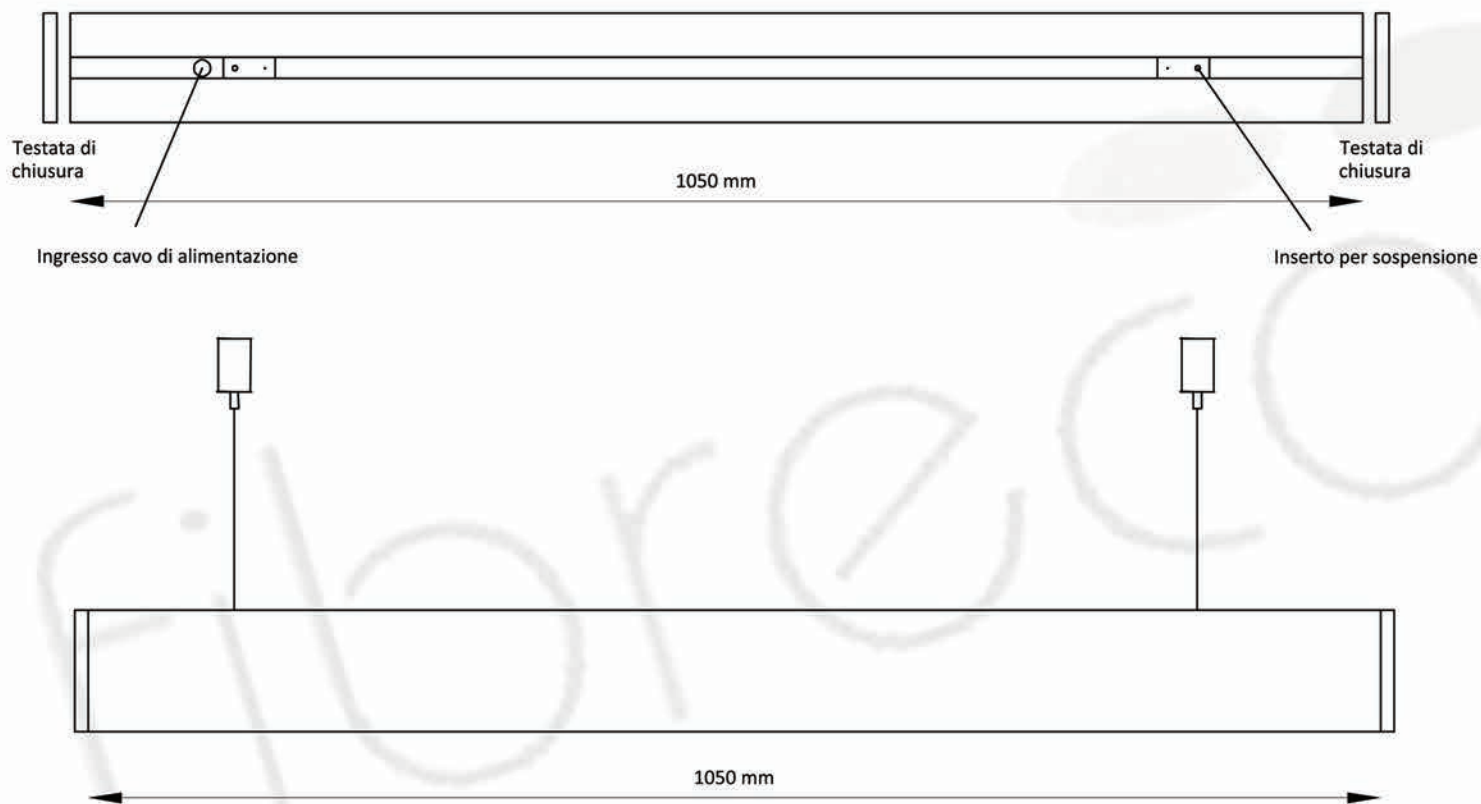 Testata di
chiusura
Testata di
chiusura
1050 mm
Ingresso cavo di alimentazione
Inserto per sospensione
fibreco
1050 mm